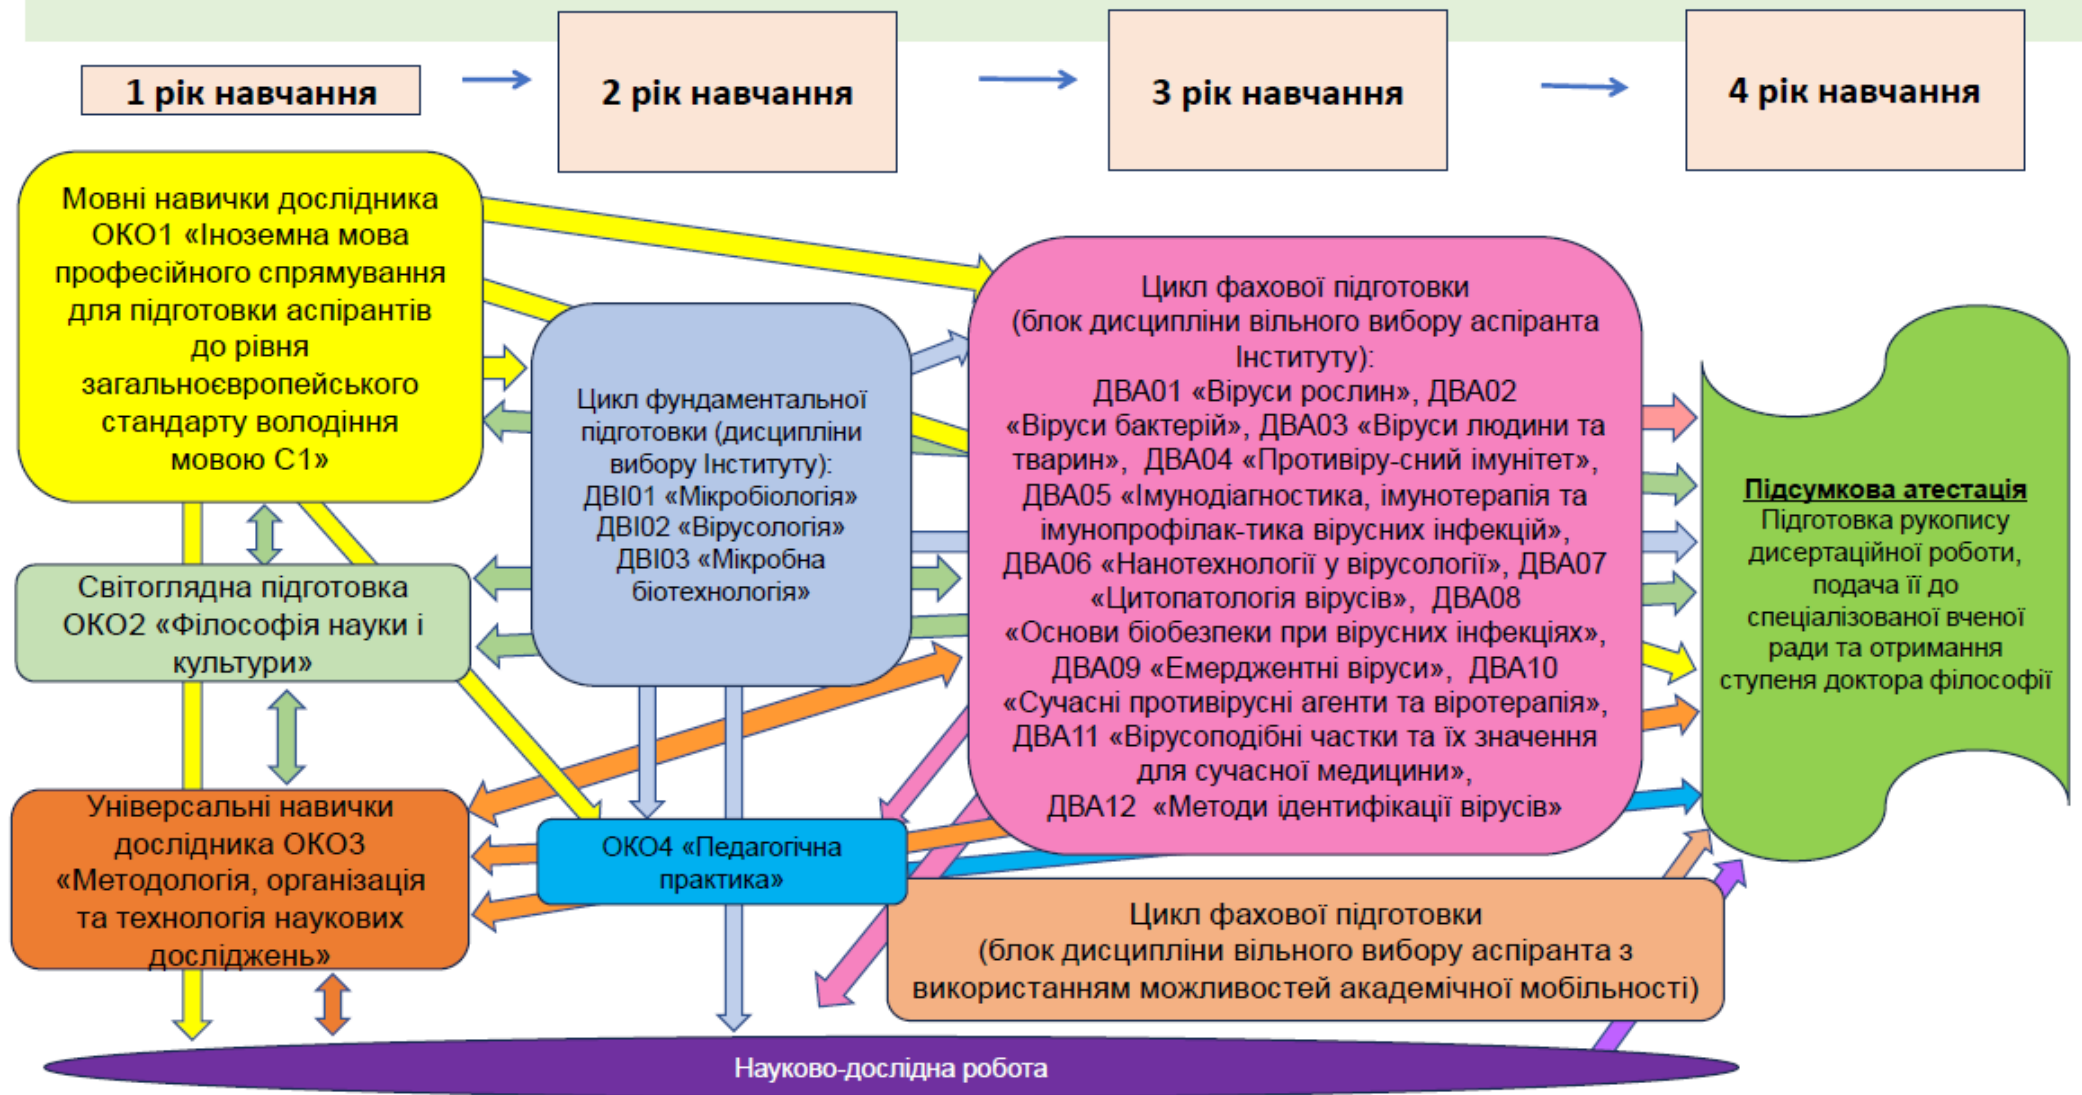 1 рік навчання
2 рік навчання
3 рік навчання
4 рік навчання
Мовні навички дослідника
ОКО1 «Іноземна мова
професійного спрямування
для підготовки аспірантів
до рівня
загальноєвропейського
стандарту володіння
мовою С1»
Світоглядна підготовка
ОКО2 «Філософія науки і
культури»
Універсальні навички
дослідника ОКО3
«Методологія, організація
та технологія наукових
досліджень»
Цикл фундаментальної
підготовки (дисципліни
вибору Інституту):
ДВІ01 «Мікробіологія»
ДВІ02 «Вірусологія»
ДВІ03 «Мікробна
біотехнологія»
ОКО4 «Педагогічна
практика»
Цикл фахової підготовки
(блок дисципліни вільного вибору аспіранта
Інституту):
ДВА01 «Віруси рослин», ДВА02
«Віруси бактерій», ДВА03 «Віруси людини та
тварин», ДВА04 «Противіру-сний імунітет»,
ДВА05 «Імунодіагностика, імунотерапія та
імунопрофілак-тика вірусних інфекцій»,
ДВА06 «Нанотехнології у вірусології», ДВА07
«Цитопатологія вірусів», ДВА08
«Основи біобезпеки при вірусних інфекціях»,
ДВА09 «Емерджентні віруси», ДВА10
«Сучасні противірусні агенти та віротерапія»,
ДВА11 «Вірусоподібні частки та їх значення
для сучасної медицини»,
ДВА12 «Методи ідентифікації вірусів»
Цикл фахової підготовки
(блок дисципліни вільного вибору аспіранта з
використанням можливостей академічної мобільності)
Підсумкова атестація
Підготовка рукопису
дисертаційної роботи,
подача її до
спеціалізованої вченої
ради та отримання
ступеня доктора філософії
Науково-дослідна робота